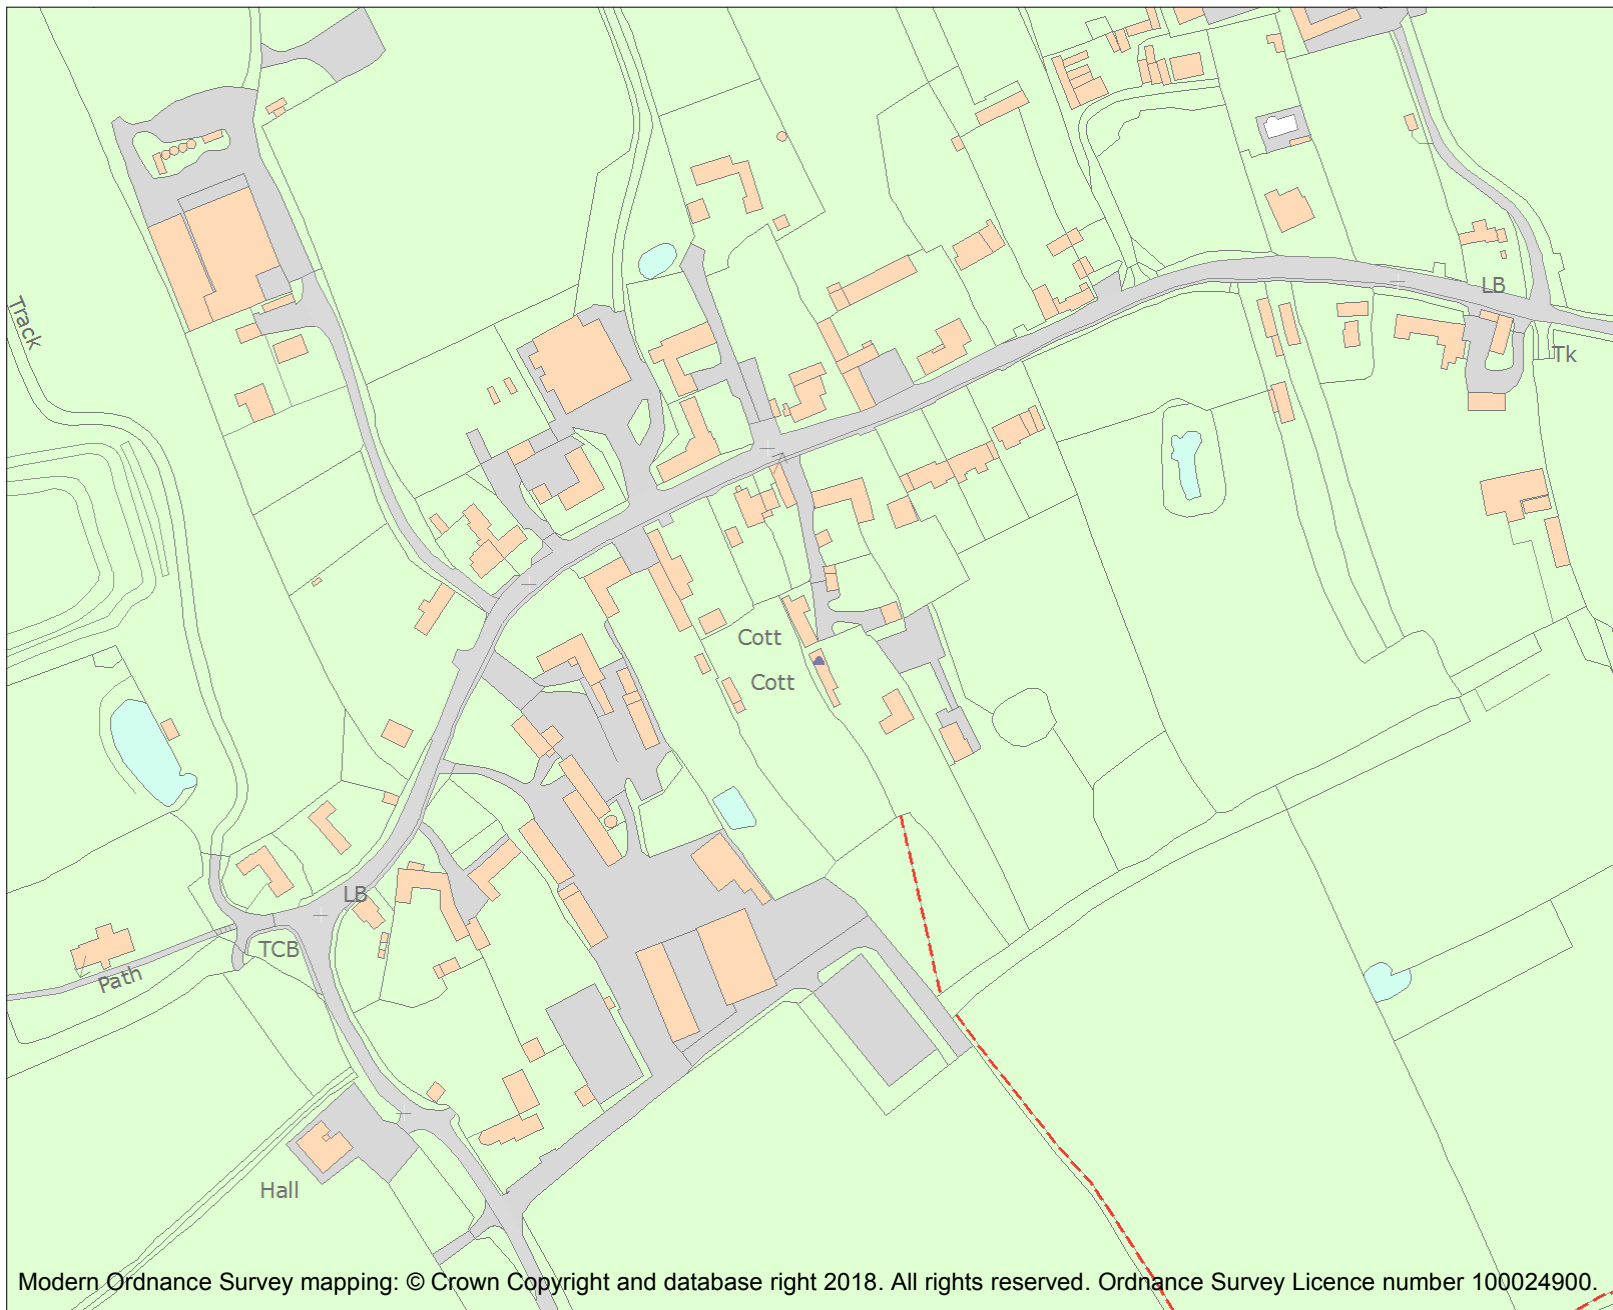 Track
LB
Tk
Cott
Cott
LB
TCB
Path
Hall
Modern Ordnance Survey mapping: © Crown Copyright and database right 2018. All rights reserved. Ordnance Survey Licence number 100024900.